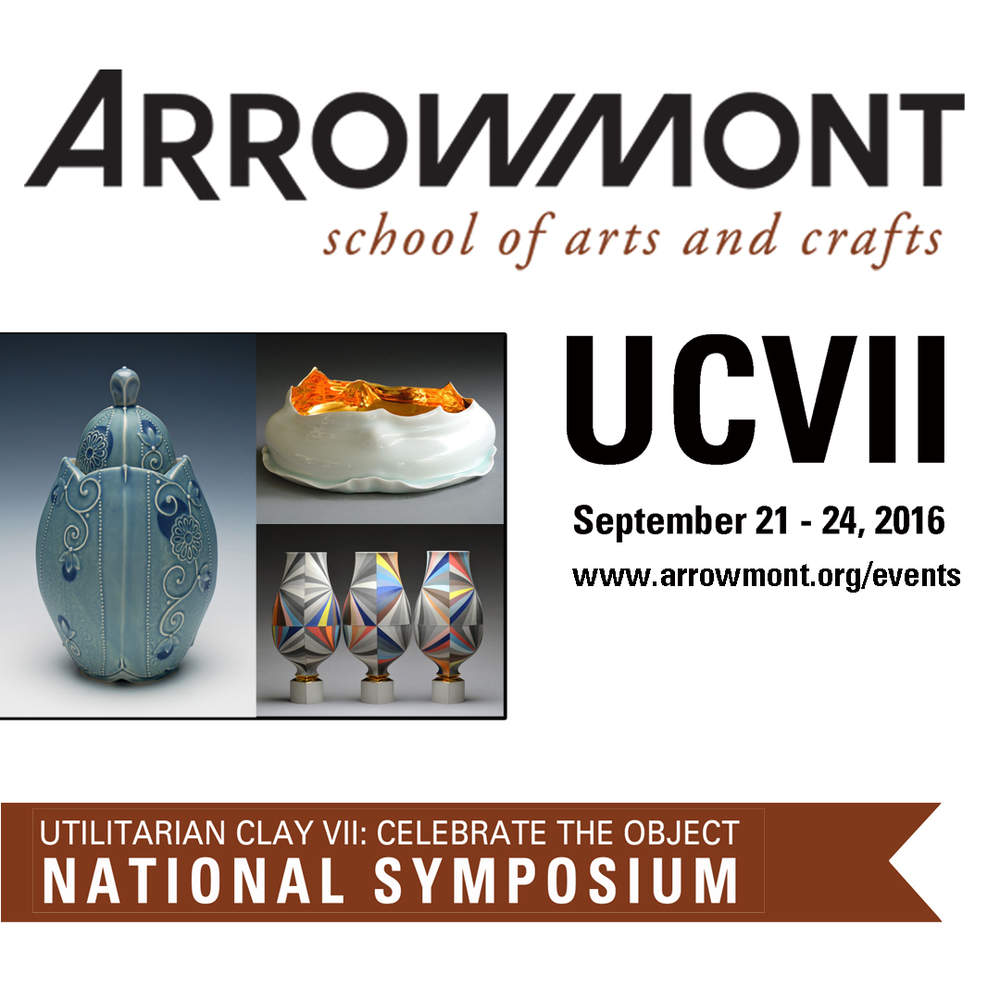 ARROWMONT
school of arts and crafts
UCVII
September 21 - 24, 2016
www.arrowmont.org/events
UTILITARIAN CLAY VII: CELEBRATE THE OBJECT
NATIONAL SYMPOSIUM